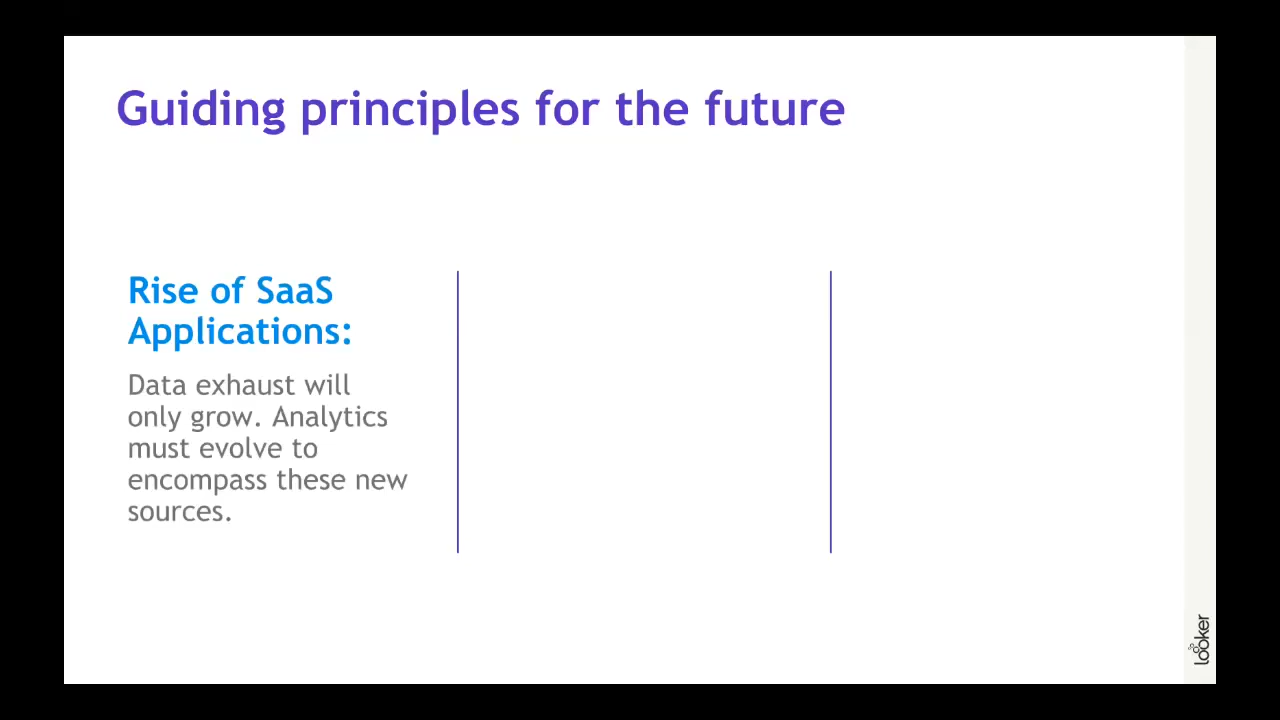 Guiding principles for the future
Rise of SaaS
Applications:
Data exhaust will
only grow. Analytics
must evolve to
encompass these new
sources.
looker